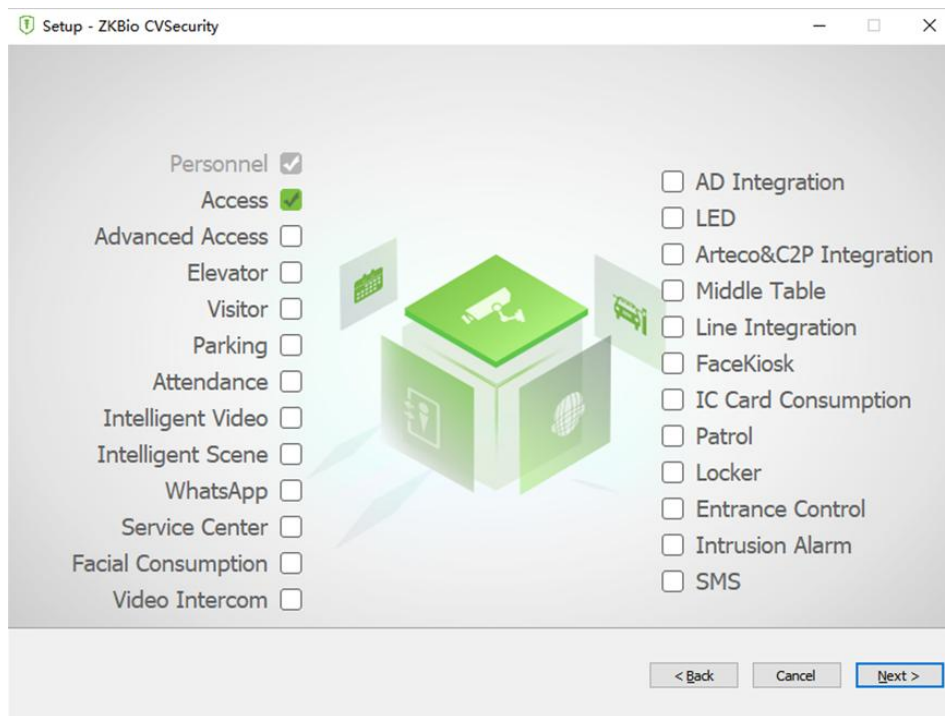 Setup - ZKBio CVSecurity
Personnel
Access
Advanced Access
Elevator
Visitor
Parking
Attendance
Intelligent Video
Intelligent Scene
WhatsApp
Service Center
Facial Consumption
Video Intercom
AD Integration
LED
Arteco&C2P Integration
Middle Table
Line Integration
FaceKiosk
IC Card Consumption
Patrol
Locker
Entrance Control
Intrusion Alarm
SMS
< Back
Cancel
Next >